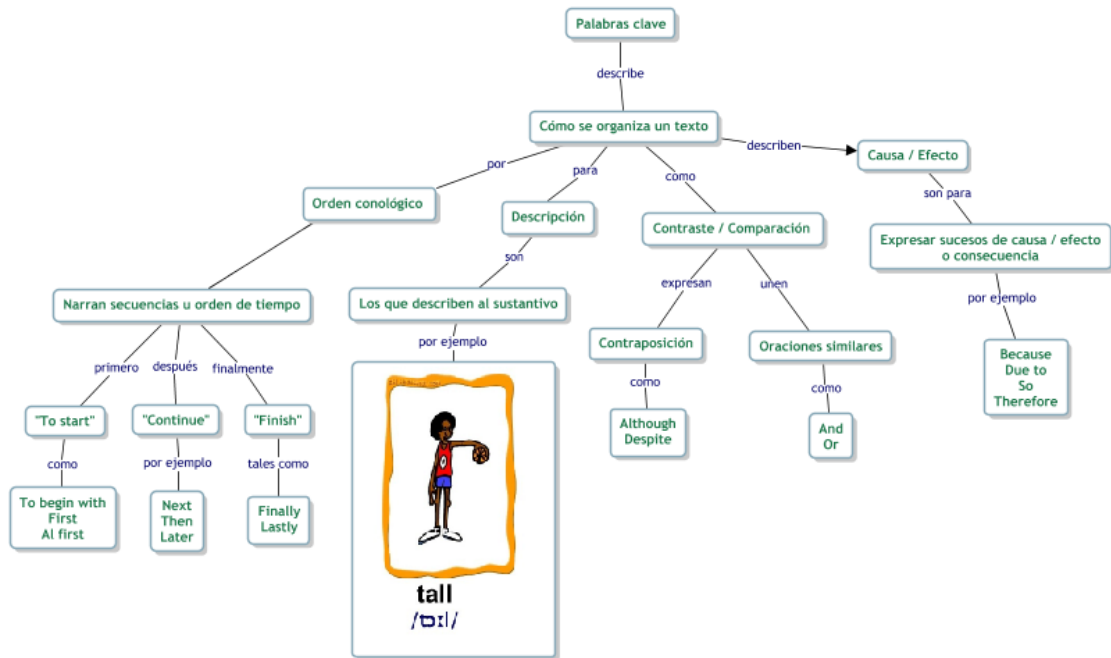 Palabras clave
describe
Cómo se organiza un texto
por
para
como
describen
Causa / Efecto
Orden conológico
Descripción
Contraste / Comparación
son para
son
expresan
unen
Expresar sucesos de causa / efecto
o consecuencia
Narran secuencias u orden de tiempo
Los que describen al sustantivo
por ejemplo
por ejemplo
Contraposición
Oraciones similares
primero
después
finalmente
como
como
Because
Due to
So
Therefore
"To start"
"Continue"
"Finish"
Although
Despite
And
Or
como
por ejemplo
tales como
To begin with
First
Al first
Next
Then
Later
Finally
Lastly
tall